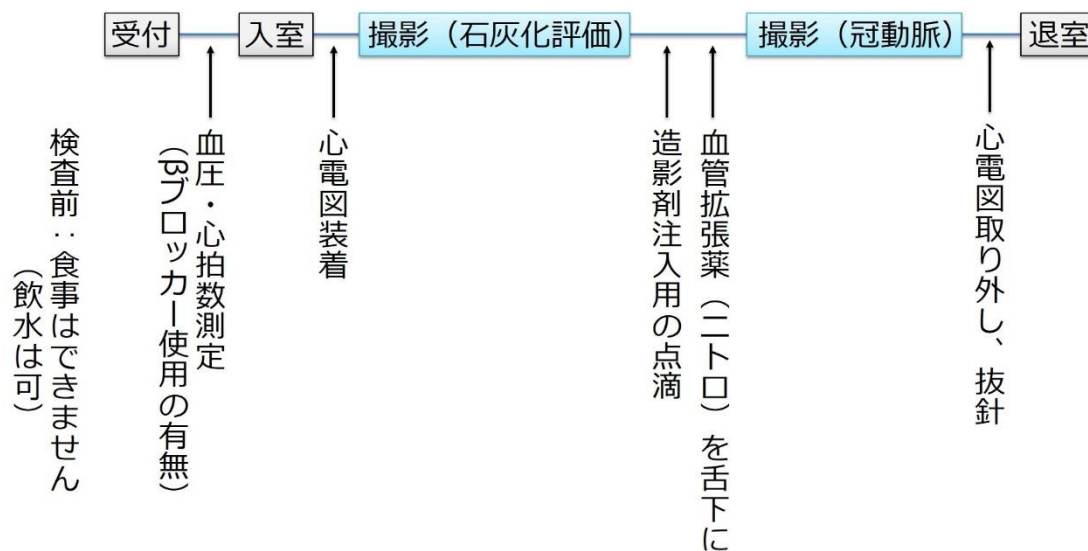 受付
入室
撮影（石灰化評価）
撮影（冠動脈）
退室
検査前：食事はできません
（飲水は可）
血圧・心拍数測定
（βブロッカー使用の有無）
心電図装着
造影剤注入用の点滴
血管拡張薬（ニトロ）を舌下に
心電図取り外し、抜針